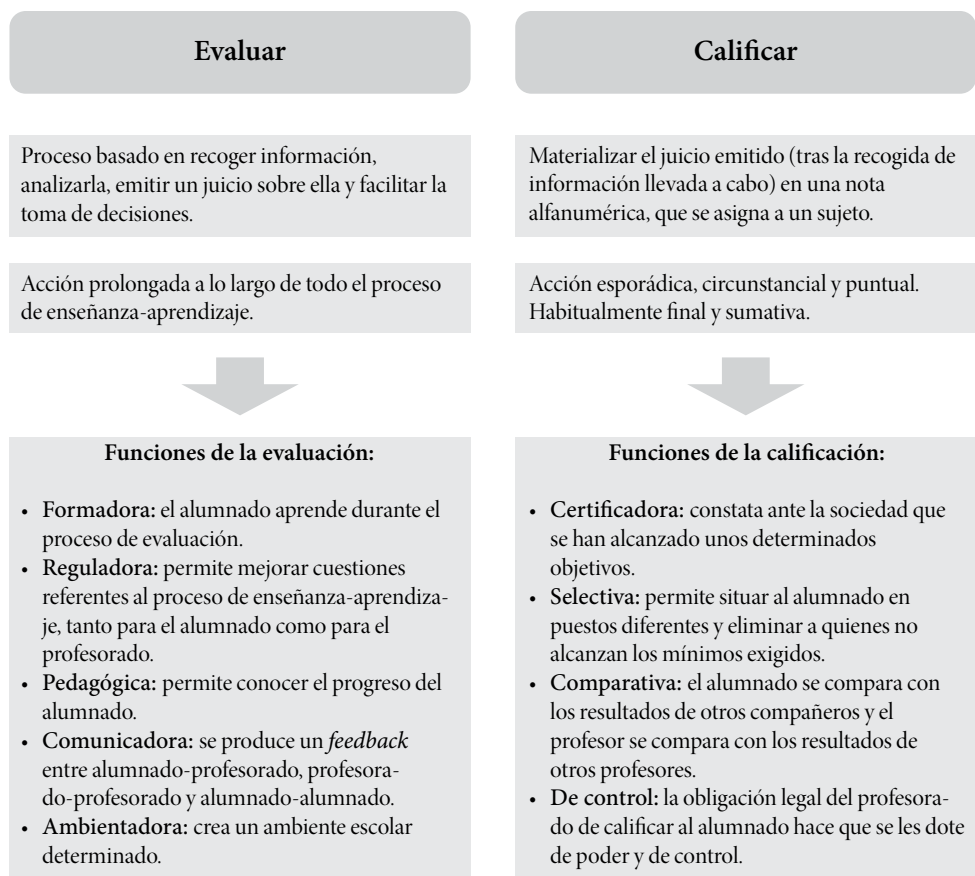 Evaluar
Proceso basado en recoger información,
analizarla, emitir un juicio sobre ella y facilitar la
toma de decisiones.
Acción prolongada a lo largo de todo el proceso
de enseñanza-aprendizaje.
Funciones de la evaluación:
• Formadora: el alumnado aprende durante el
proceso de evaluación.
• Reguladora: permite mejorar cuestiones
referentes al proceso de enseñanza-aprendiza-
je, tanto para el alumnado como para el
profesorado.
• Pedagógica: permite conocer el progreso del
alumnado.
• Comunicadora: se produce un feedback
entre alumnado-profesorado, profesora-
do-profesorado y alumnado-alumnado.
• Ambientadora: crea un ambiente escolar
determinado.
Calificar
Materializar el juicio emitido (tras la recogida de
información llevada a cabo) en una nota
alfanumérica, que se asigna a un sujeto.
Acción esporádica, circunstancial y puntual.
Habitualmente final y sumativa.
Funciones de la calificación:
• Certificadora: constata ante la sociedad que
se han alcanzado unos determinados
objetivos.
• Selectiva: permite situar al alumnado en
puestos diferentes y eliminar a quienes no
alcanzan los mínimos exigidos.
• Comparativa: el alumnado se compara con
los resultados de otros compañeros y el
profesor se compara con los resultados de
otros profesores.
• De control: la obligación legal del profesora-
do de calificar al alumnado hace que se les dote
de poder y de control.